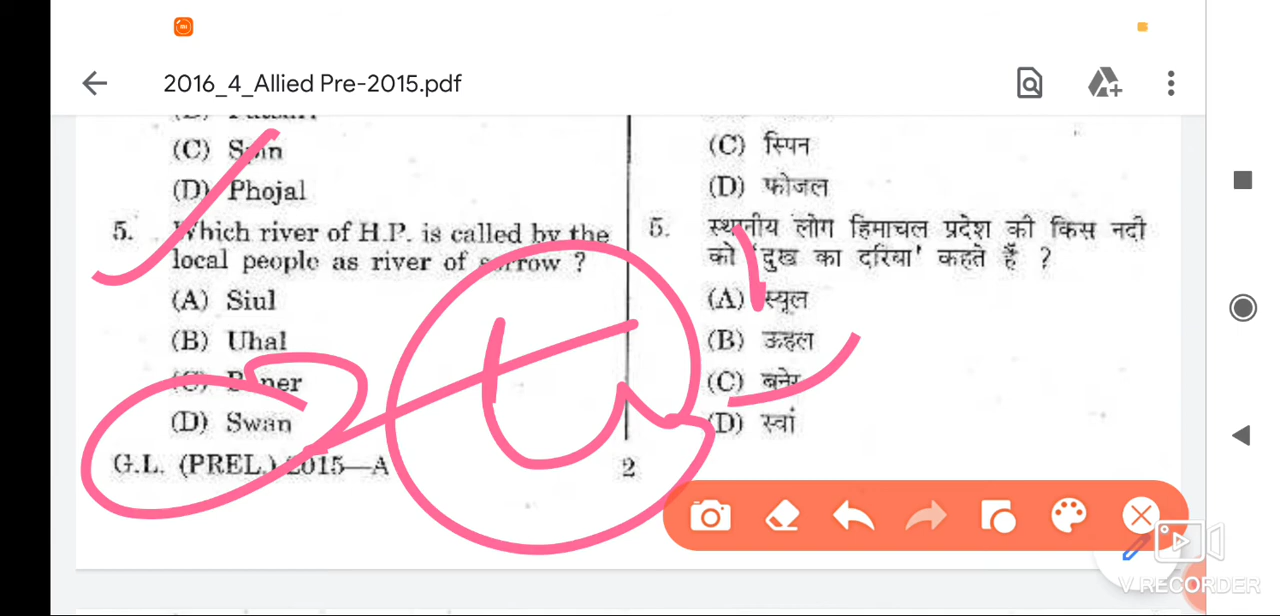 2016_4_Allied Pre-2015.pdf
(C) Spin
(D) Phojal
5. Which river of H.P. is called by the
local people as river of sorrow ?
(A) Siul
(B) Uhal
(C) Baner
(D) Swan
G.L. (PREL.) 2015—A
(C) स्पिन
(D) फोजल
5. स्थानीय लोग हिमाचल प्रदेश की किस नदी
को 'दुख का दरिया' कहते हैं ?
(A) स्यूल
(B) ऊहल
(C) बनेर
(D) स्वां
2
V RECORDER